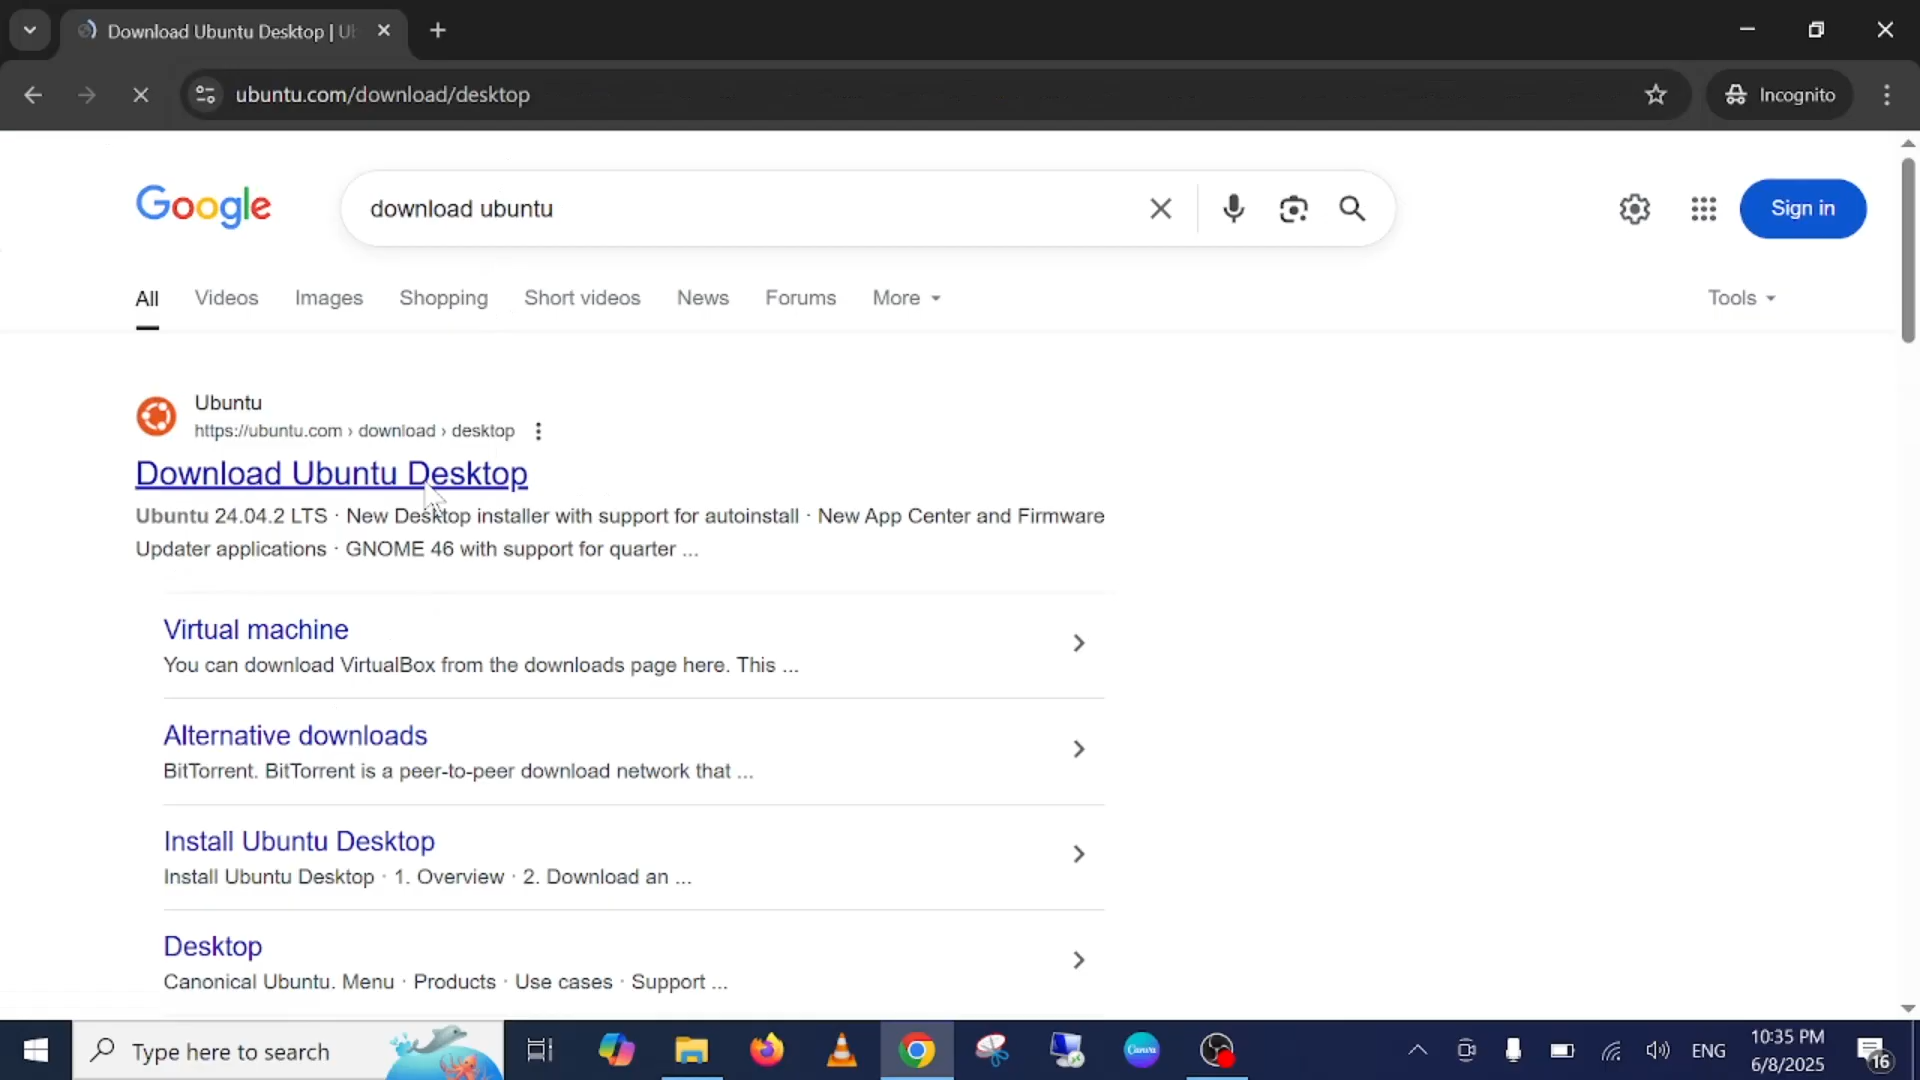 Download Ubuntu Desktop | Ub
ubuntu.com/download/desktop
Incognito
Google
download ubuntu
Sign in
All
Videos
Images
Shopping
Short videos
News
Forums
More
Tools
Ubuntu
https://ubuntu.com › download › desktop
Download Ubuntu Desktop
Ubuntu 24.04.2 LTS · New Desktop installer with support for autoinstall · New App Center and Firmware
Updater applications · GNOME 46 with support for quarter ...
Virtual machine
You can download VirtualBox from the downloads page here. This ...
Alternative downloads
BitTorrent. BitTorrent is a peer-to-peer download network that ...
Install Ubuntu Desktop
Install Ubuntu Desktop · 1. Overview · 2. Download an ...
Desktop
Canonical Ubuntu. Menu · Products · Use cases · Support ...
Type here to search
Canva
ENG
10:35 PM
6/8/2025
16